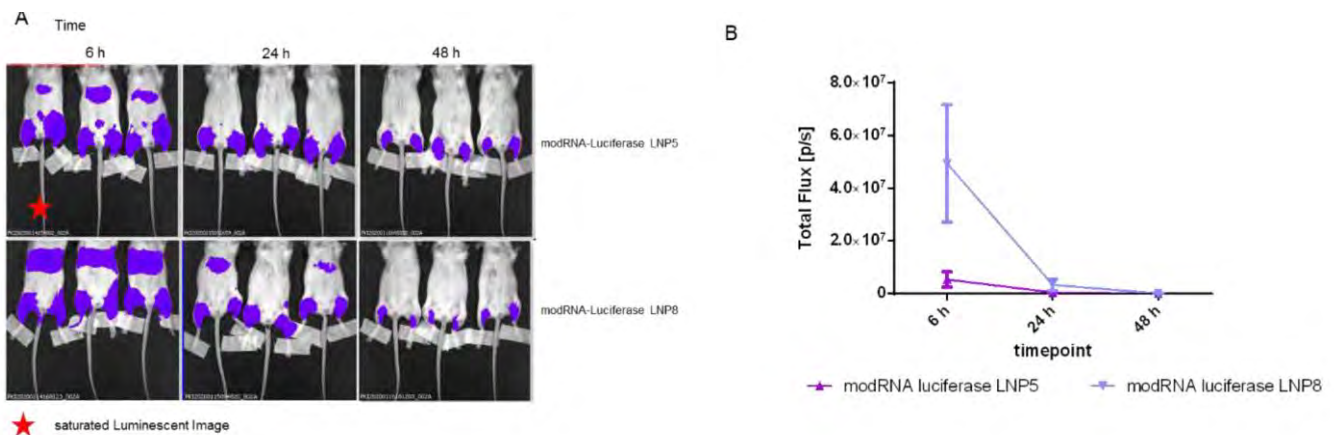 A
Time
6 h
24 h
48 h
modRNA-Luciferase LNP5
modRNA-Luciferase LNP8
saturated Luminescent Image
B
Total Flux [p/s]
8.0×10⁷
6.0×10⁷
4.0×10⁷
2.0×10⁷
0
6 h
24 h
48 h
timepoint
modRNA luciferase LNP5
modRNA luciferase LNP8